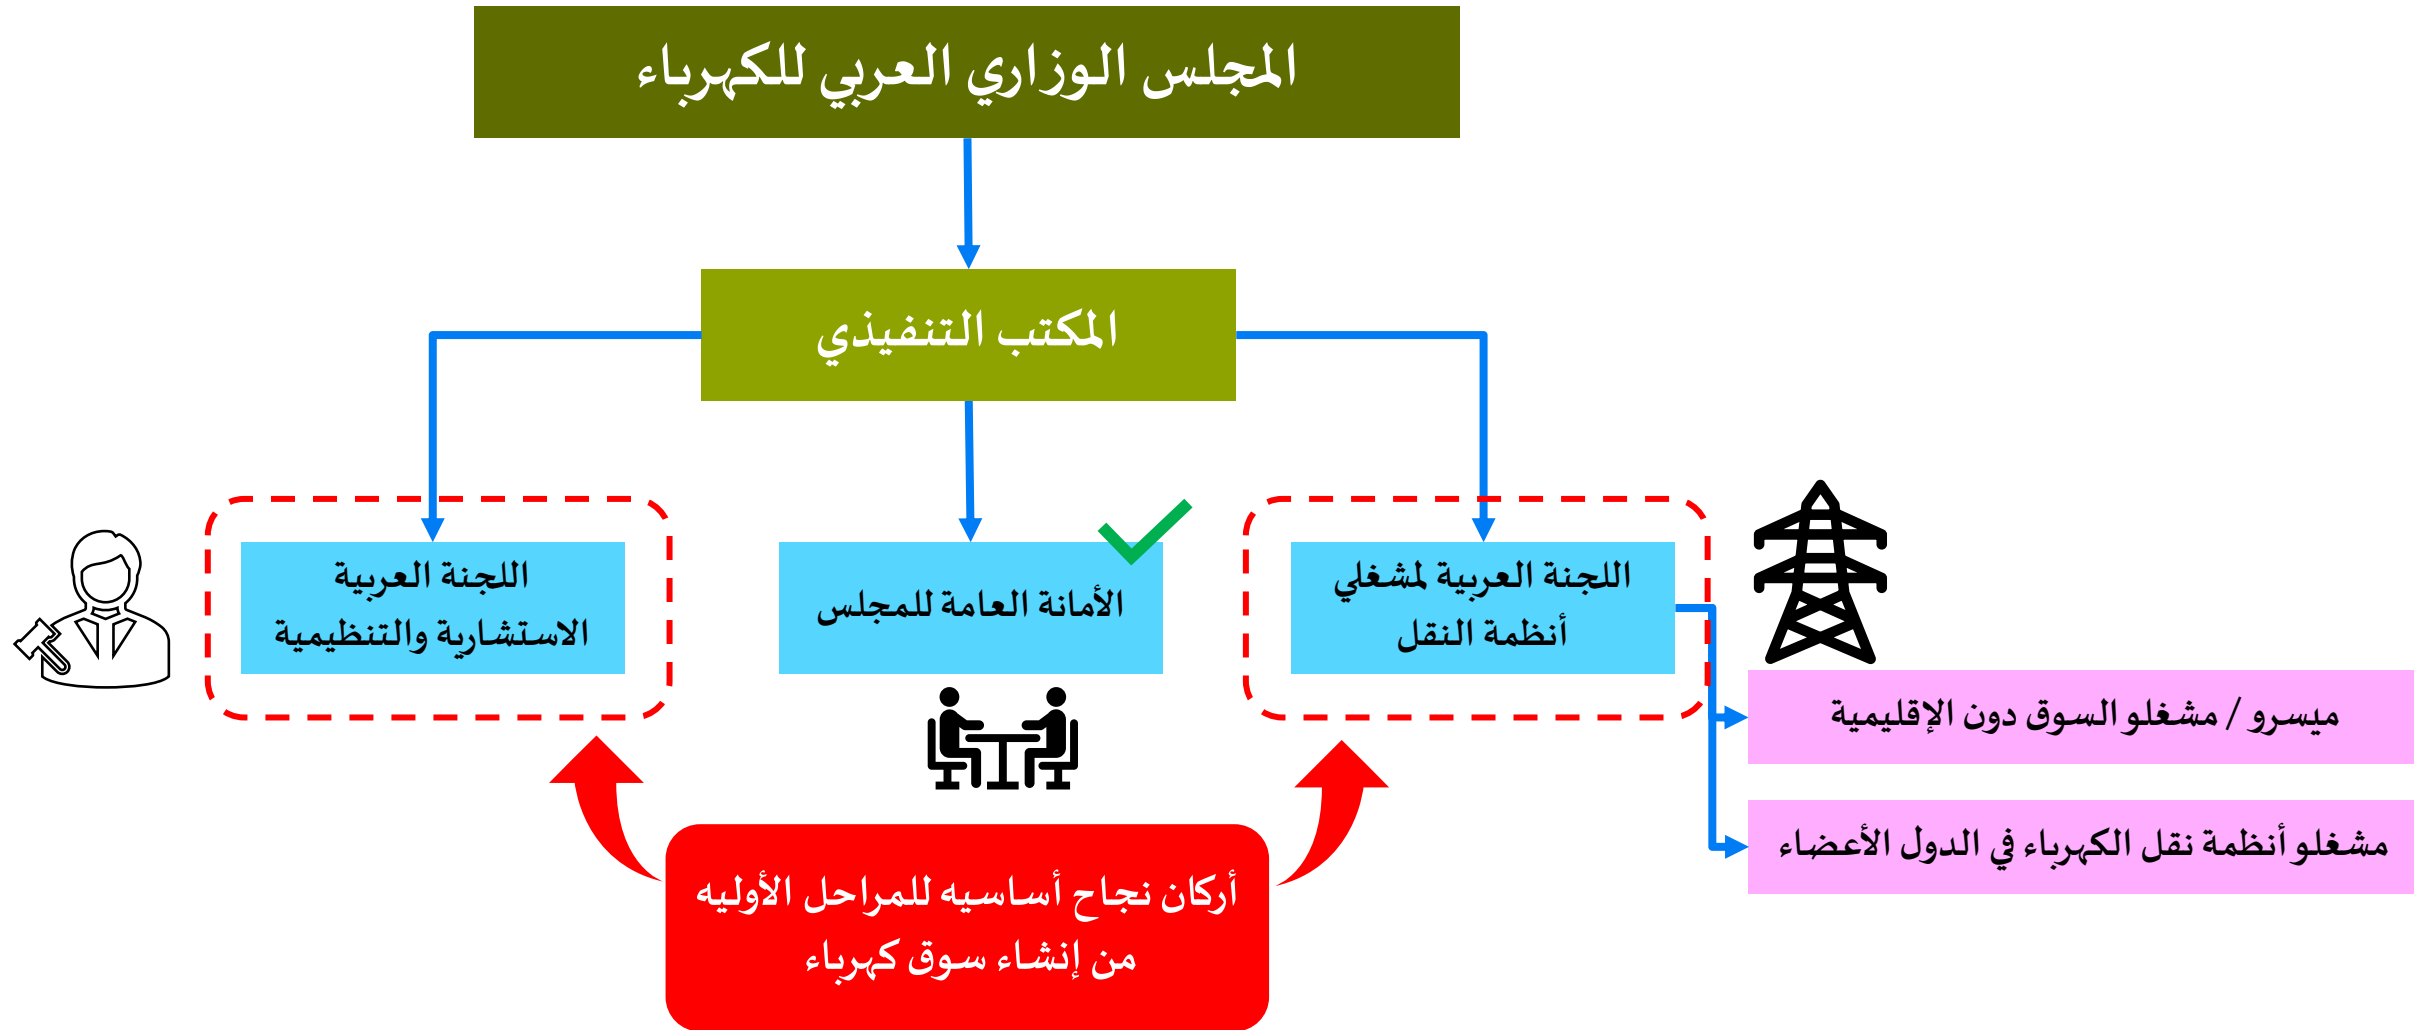 المجلس الوزاري العربي للكهرباء
المكتب التنفيذي
اللجنة العربية لمشغلي
أنظمة النقل
الأمانة العامة للمجلس
اللجنة العربية
الاستشارية والتنظيمية
ميسرو / مشغلو السوق دون الإقليمية
مشغلو أنظمة نقل الكهرباء في الدول الأعضاء
أركان نجاح أساسيه للمراحل الأوليه
من إنشاء سوق كهرباء